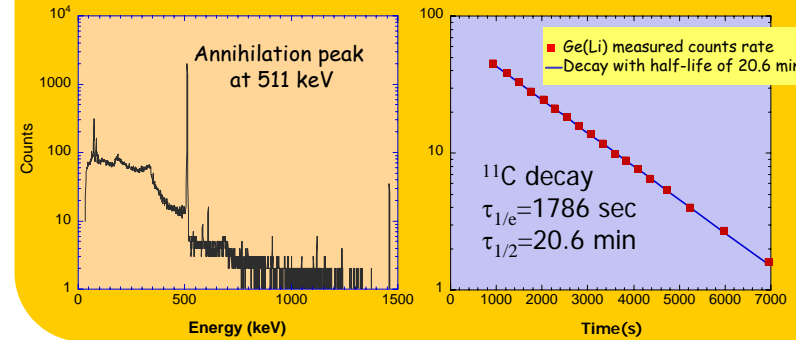 10⁴
1000
100
10
1
Counts
Annihilation peak
at 511 keV
0 500 1000 1500
Energy (keV)
100
10
1
Ge(Li) measured counts rate
Decay with half-life of 20.6 min
¹¹C decay
τ1/e=1786 sec
τ1/2=20.6 min
0 1000 2000 3000 4000 5000 6000 7000
Time(s)